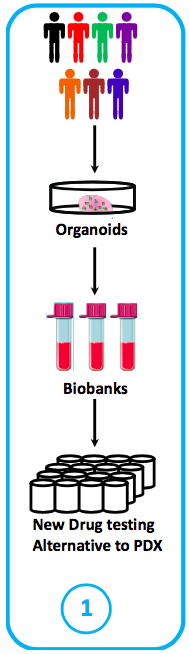 Organoids
Biobanks
New Drug testing
Alternative to PDX
1